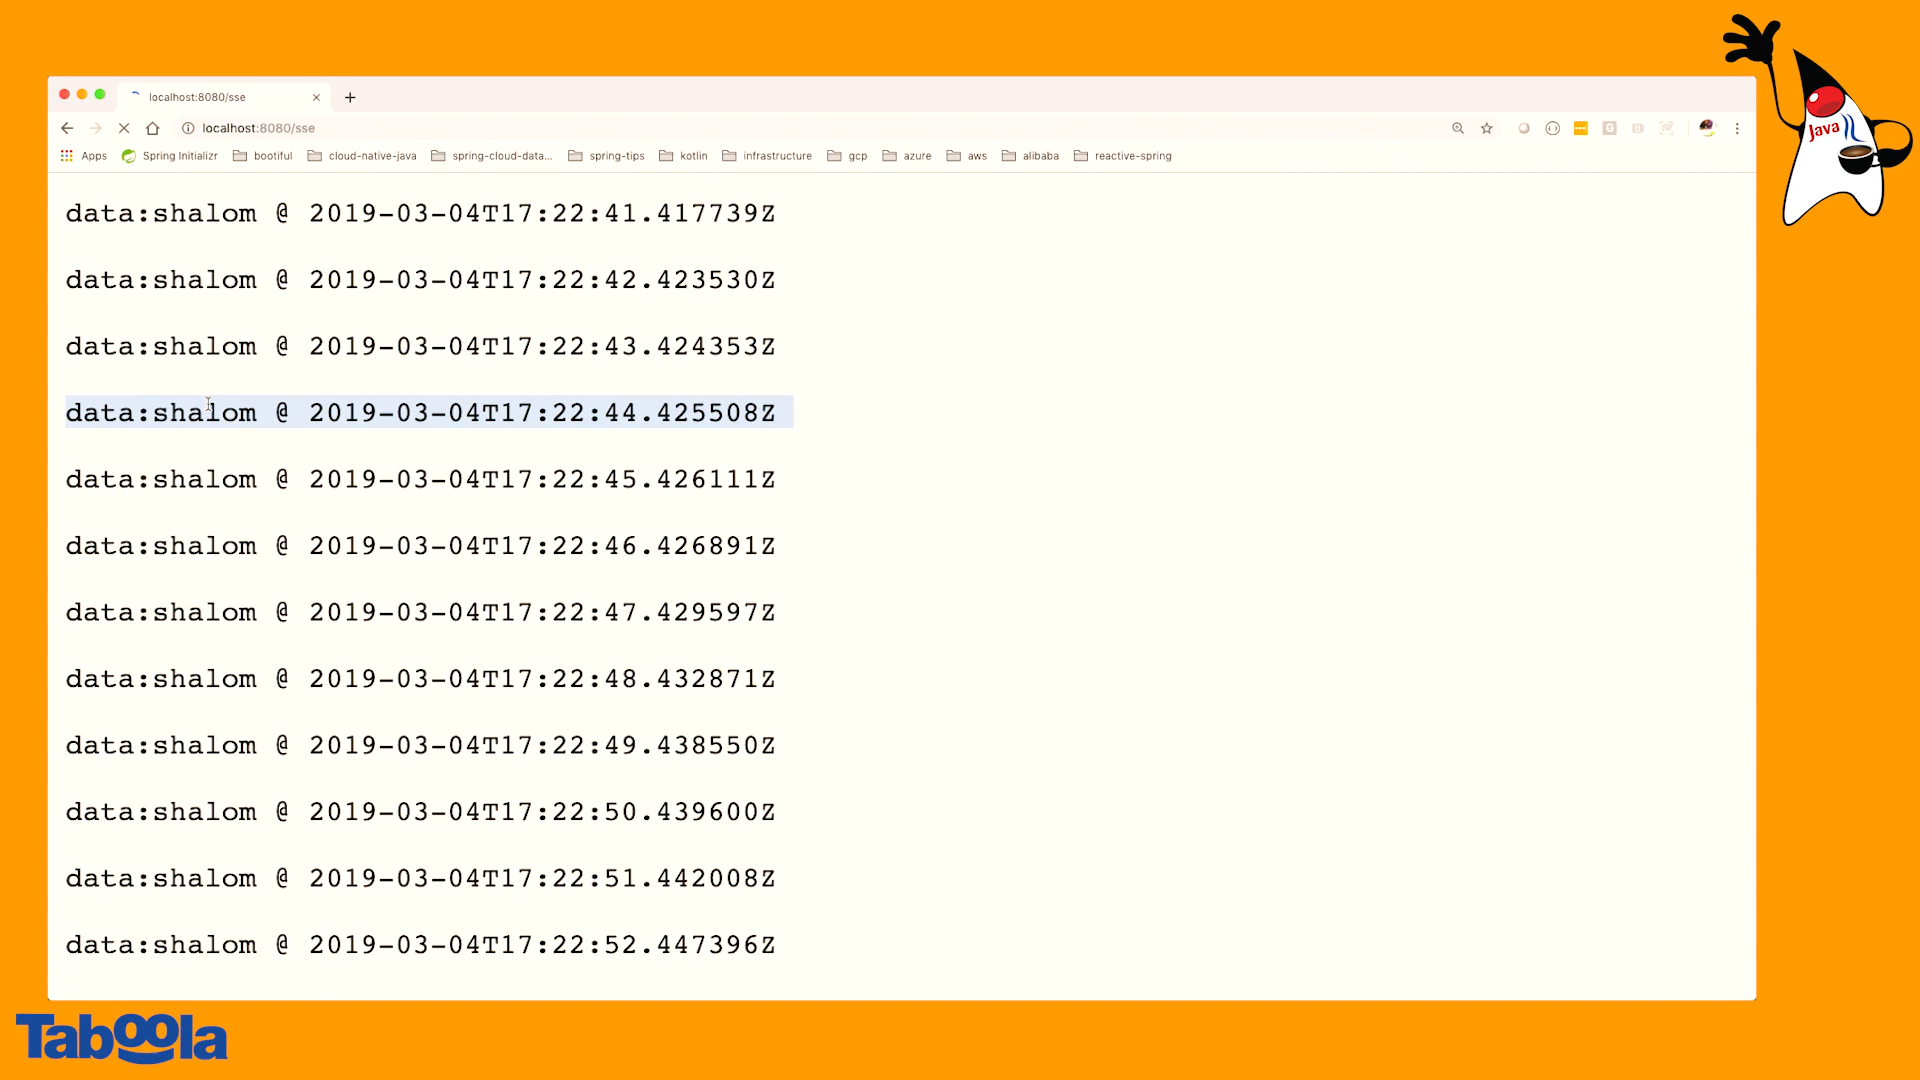 localhost:8080/sse
localhost:8080/sse
Apps Spring Initializr bootiful cloud-native-java spring-cloud-data... spring-tips kotlin infrastructure gcp azure aws alibaba reactive-spring
data:shalom @ 2019-03-04T17:22:41.417739Z
data:shalom @ 2019-03-04T17:22:42.423530Z
data:shalom @ 2019-03-04T17:22:43.424353Z
data:shalom @ 2019-03-04T17:22:44.425508Z
data:shalom @ 2019-03-04T17:22:45.426111Z
data:shalom @ 2019-03-04T17:22:46.426891Z
data:shalom @ 2019-03-04T17:22:47.429597Z
data:shalom @ 2019-03-04T17:22:48.432871Z
data:shalom @ 2019-03-04T17:22:49.438550Z
data:shalom @ 2019-03-04T17:22:50.439600Z
data:shalom @ 2019-03-04T17:22:51.442008Z
data:shalom @ 2019-03-04T17:22:52.447396Z
Java
Taboola